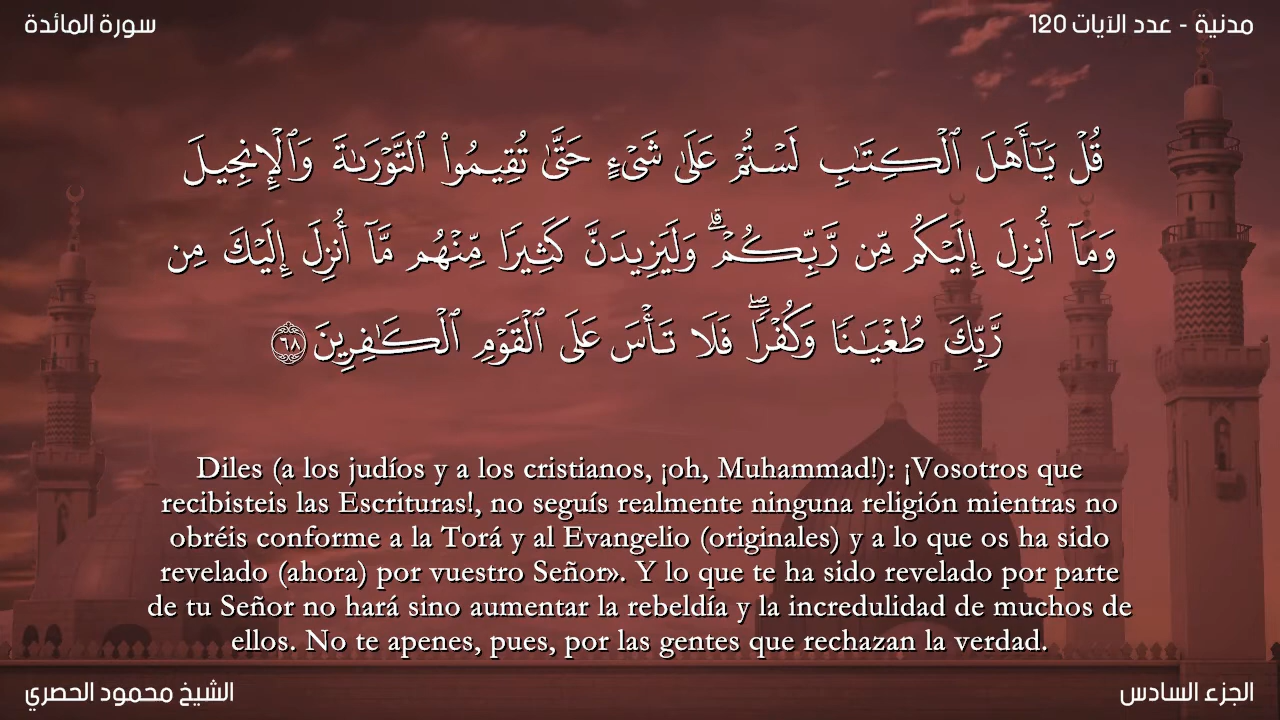 سورة المائدة
مدنية - عدد الآيات 120
قُلْ يَـٰٓأَهْلَ ٱلْكِتَـٰبِ لَسْتُمْ عَلَىٰ شَىْءٍ حَتَّىٰ تُقِيمُوا۟ ٱلتَّوْرَىٰةَ وَٱلْإِنجِيلَ
وَمَآ أُنزِلَ إِلَيْكُم مِّن رَّبِّكُمْ ۗ وَلَيَزِيدَنَّ كَثِيرًا مِّنْهُم مَّآ أُنزِلَ إِلَيْكَ مِن
رَّبِّكَ طُغْيَـٰنًا وَكُفْرًا ۖ فَلَا تَأْسَ عَلَى ٱلْقَوْمِ ٱلْكَـٰفِرِينَ ٦٨
Diles (a los judíos y a los cristianos, ¡oh, Muhammad!): ¡Vosotros que
recibisteis las Escrituras!, no seguís realmente ninguna religión mientras no
obréis conforme a la Torá y al Evangelio (originales) y a lo que os ha sido
revelado (ahora) por vuestro Señor». Y lo que te ha sido revelado por parte
de tu Señor no hará sino aumentar la rebeldía y la incredulidad de muchos de
ellos. No te apenes, pues, por las gentes que rechazan la verdad.
الشيخ محمود الحصري
الجزء السادس